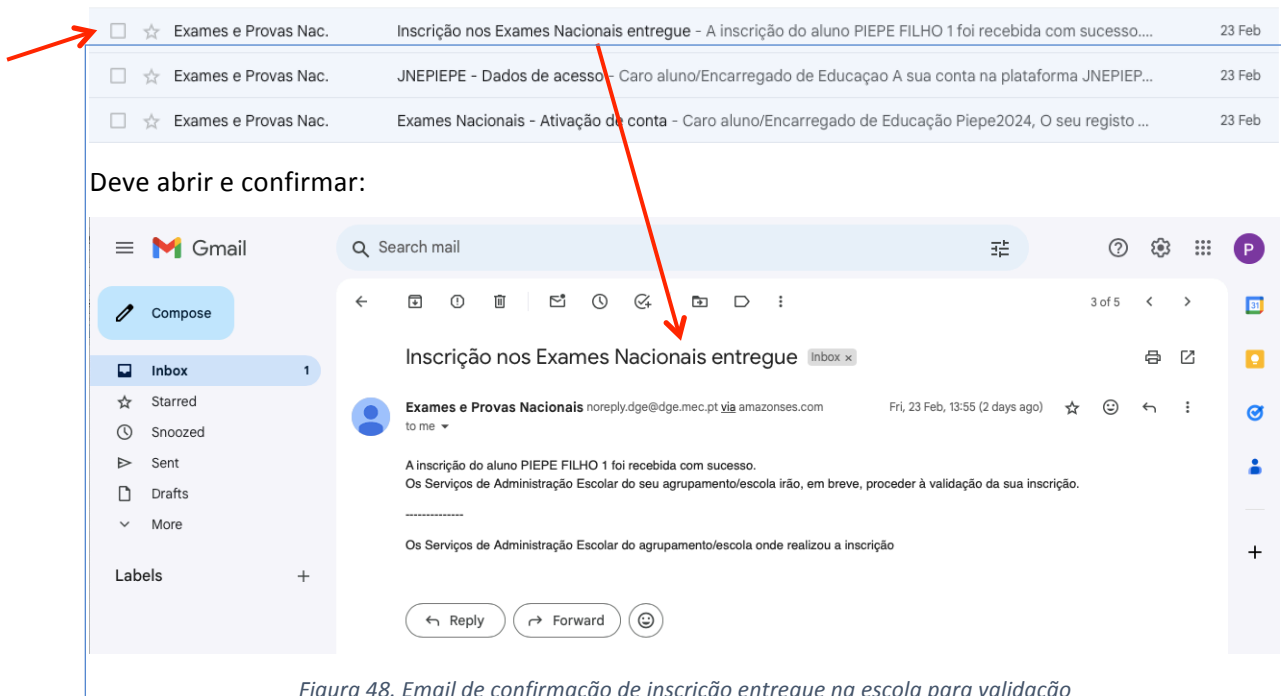 Exames e Provas Nac. Inscrição nos Exames Nacionais entregue - A inscrição do aluno PIEPE FILHO 1 foi recebida com sucesso.... 23 Feb
Exames e Provas Nac. JNEPIEPE - Dados de acesso - Caro aluno/Encarregado de Educaçao A sua conta na plataforma JNEPIEP... 23 Feb
Exames e Provas Nac. Exames Nacionais - Ativação de conta - Caro aluno/Encarregado de Educação Piepe2024, O seu registo ... 23 Feb
Deve abrir e confirmar:
Gmail
Search mail
P
Compose
3 of 5
31
Inscrição nos Exames Nacionais entregue Inbox ×
Inbox 1
Starred
Snoozed
Sent
Drafts
More
Labels +
Exames e Provas Nacionais noreply.dge@dge.mec.pt via amazonses.com Fri, 23 Feb, 13:55 (2 days ago)
to me
A inscrição do aluno PIEPE FILHO 1 foi recebida com sucesso.
Os Serviços de Administração Escolar do seu agrupamento/escola irão, em breve, proceder à validação da sua inscrição.
--------------
Os Serviços de Administração Escolar do agrupamento/escola onde realizou a inscrição
Reply Forward
Figura 48. Email de confirmação de inscrição entregue na escola para validação